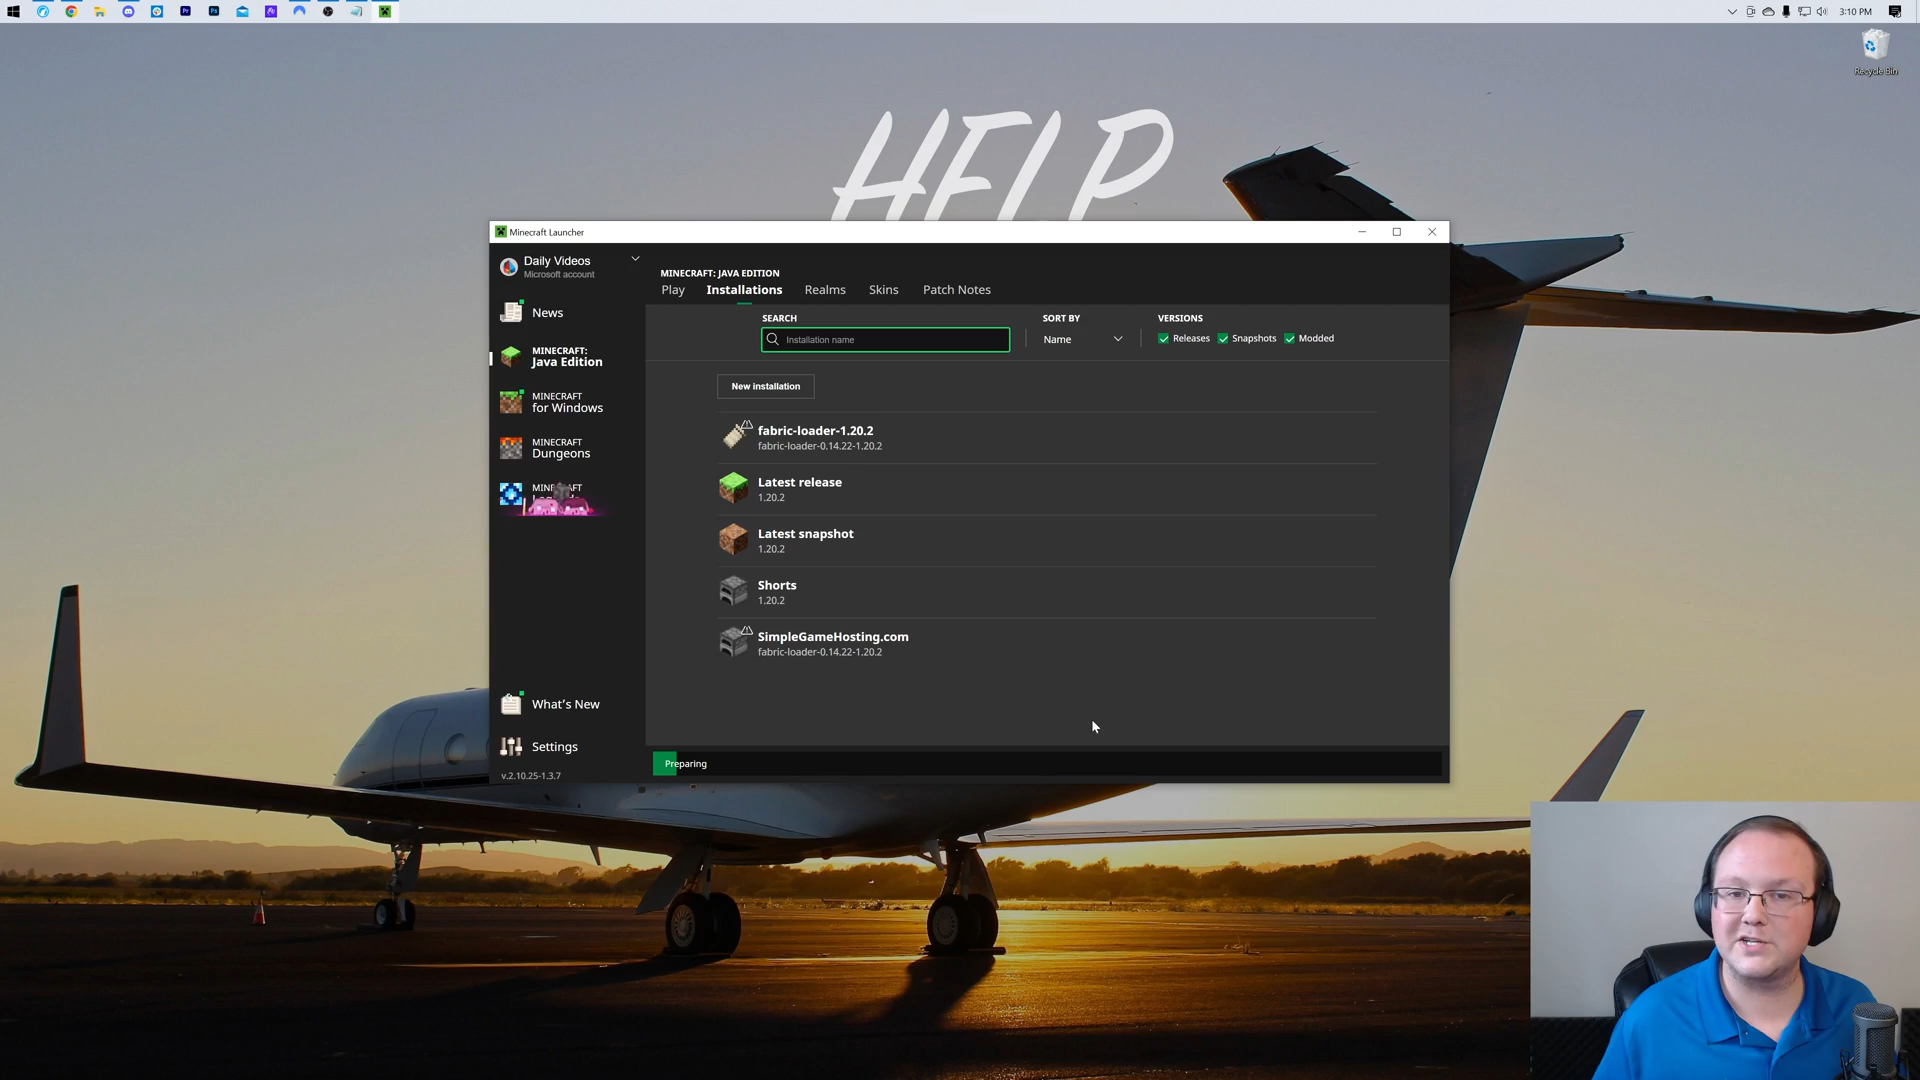 3:10 PM
Recycle Bin
HELP
Minecraft Launcher
Daily Videos
Microsoft account
News
MINECRAFT:
Java Edition
MINECRAFT
for Windows
MINECRAFT
Dungeons
What's New
Settings
v.2.10.25-1.3.7
MINECRAFT: JAVA EDITION
Play Installations Realms Skins Patch Notes
SEARCH SORT BY VERSIONS
Installation name Name Releases Snapshots Modded
New installation
fabric-loader-1.20.2
fabric-loader-0.14.22-1.20.2
Latest release
1.20.2
Latest snapshot
1.20.2
Shorts
1.20.2
SimpleGameHosting.com
fabric-loader-0.14.22-1.20.2
Preparing